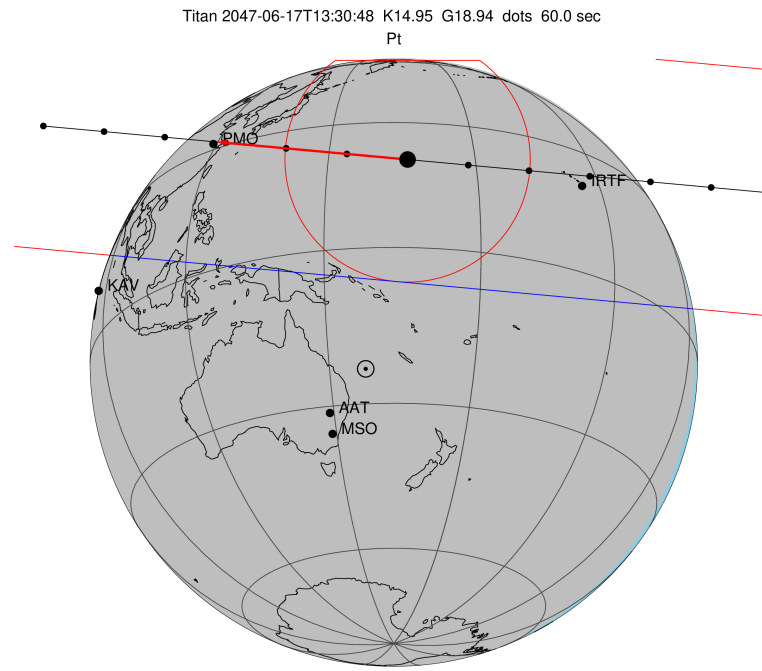 Titan 2047-06-17T13:30:48 K14.95 G18.94 dots 60.0 sec
Pt
PMO
IRTF
KAV
AAT
MSO